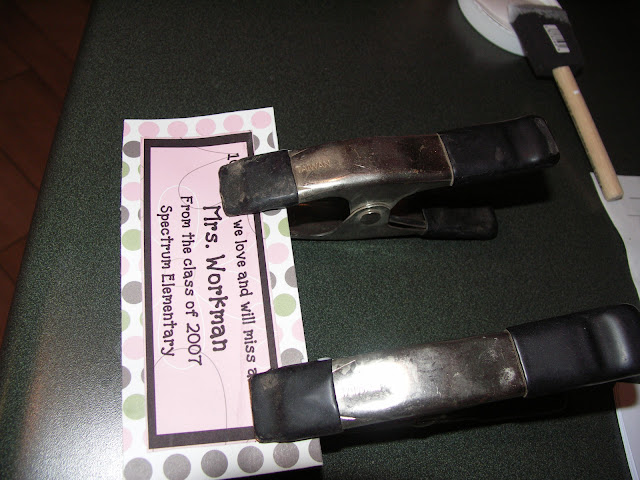 we love and will miss
Mrs. Workman
From the class of 2007
Spectrum Elementary